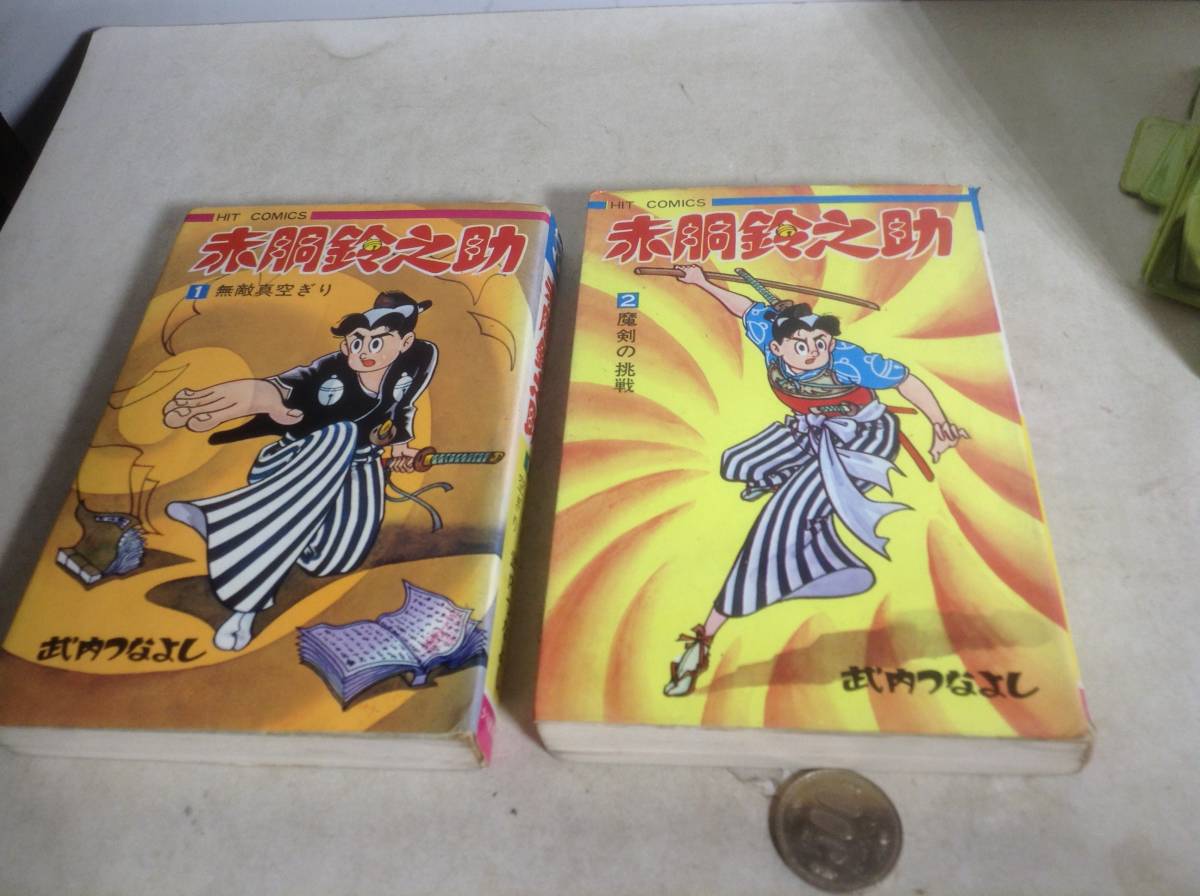 HIT COMICS
赤胴鈴之助
1 無敵真空ぎり
武内つなよし
HIT COMICS
赤胴鈴之助
2 魔剣の挑戦
武内つなよし